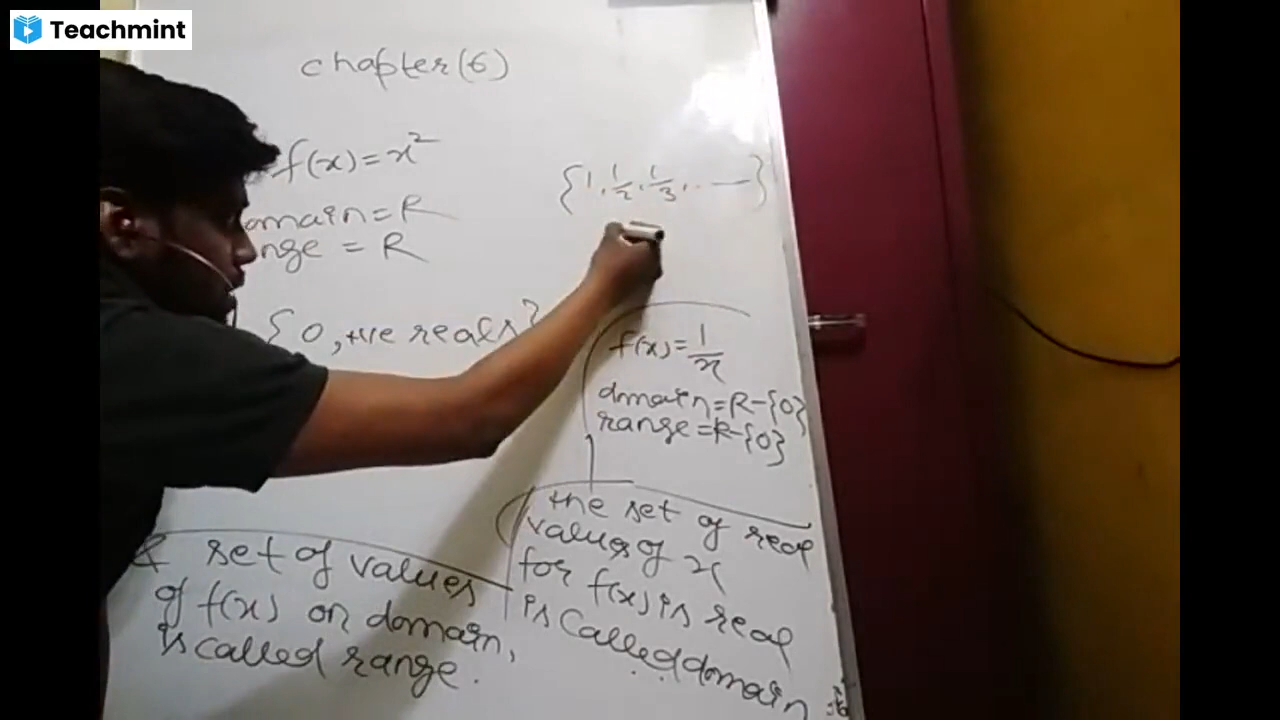 Teachmint
chapter(6)
f(x)=x²
omain=R
nge = R
{0,+ve reals}
{1,1/2,1/3,..—}
f(x)=1/x
domain=R-{0}
range=R-{0}
the set of real
values of x
for f(x) is real
is called domain
& set of values
of f(x) on domain,
is called range.